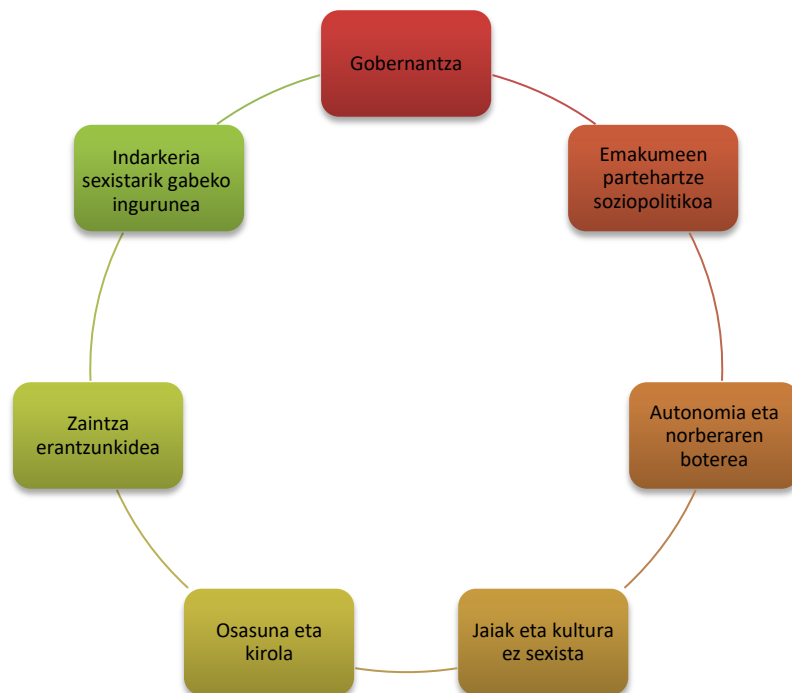 Gobernantza
Emakumeen
partehartze
soziopolitikoa
Autonomia eta
norberaren
boterea
Jaiak eta kultura
ez sexista
Osasuna eta
kirola
Zaintza
erantzunkidea
Indarkeria
sexistarik gabeko
ingurunea